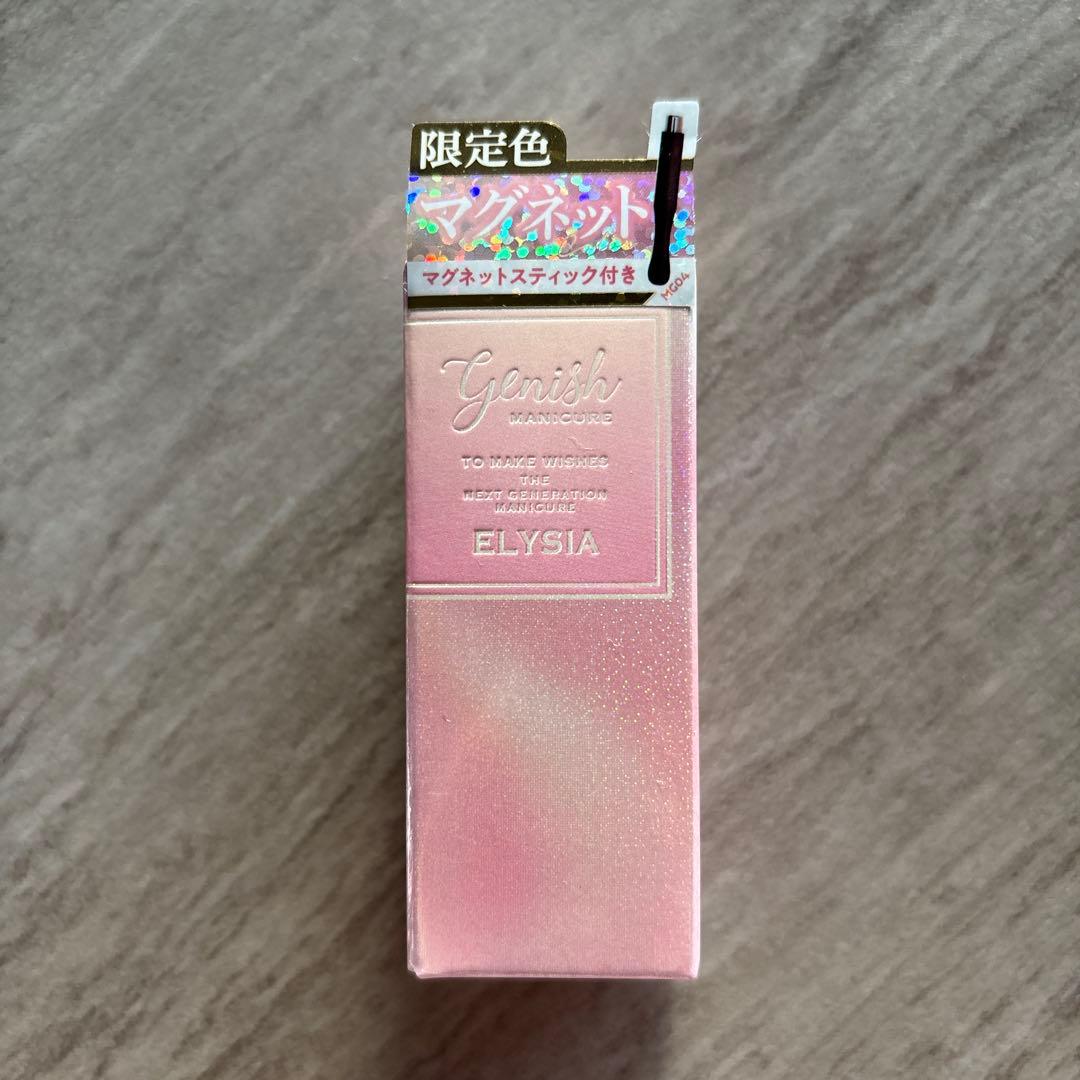 限定色
マグネット
マグネットスティック付き
MG04
Genish
MANICURE
TO MAKE WISHES
THE
NEXT GENERATION
MANICURE
ELYSIA